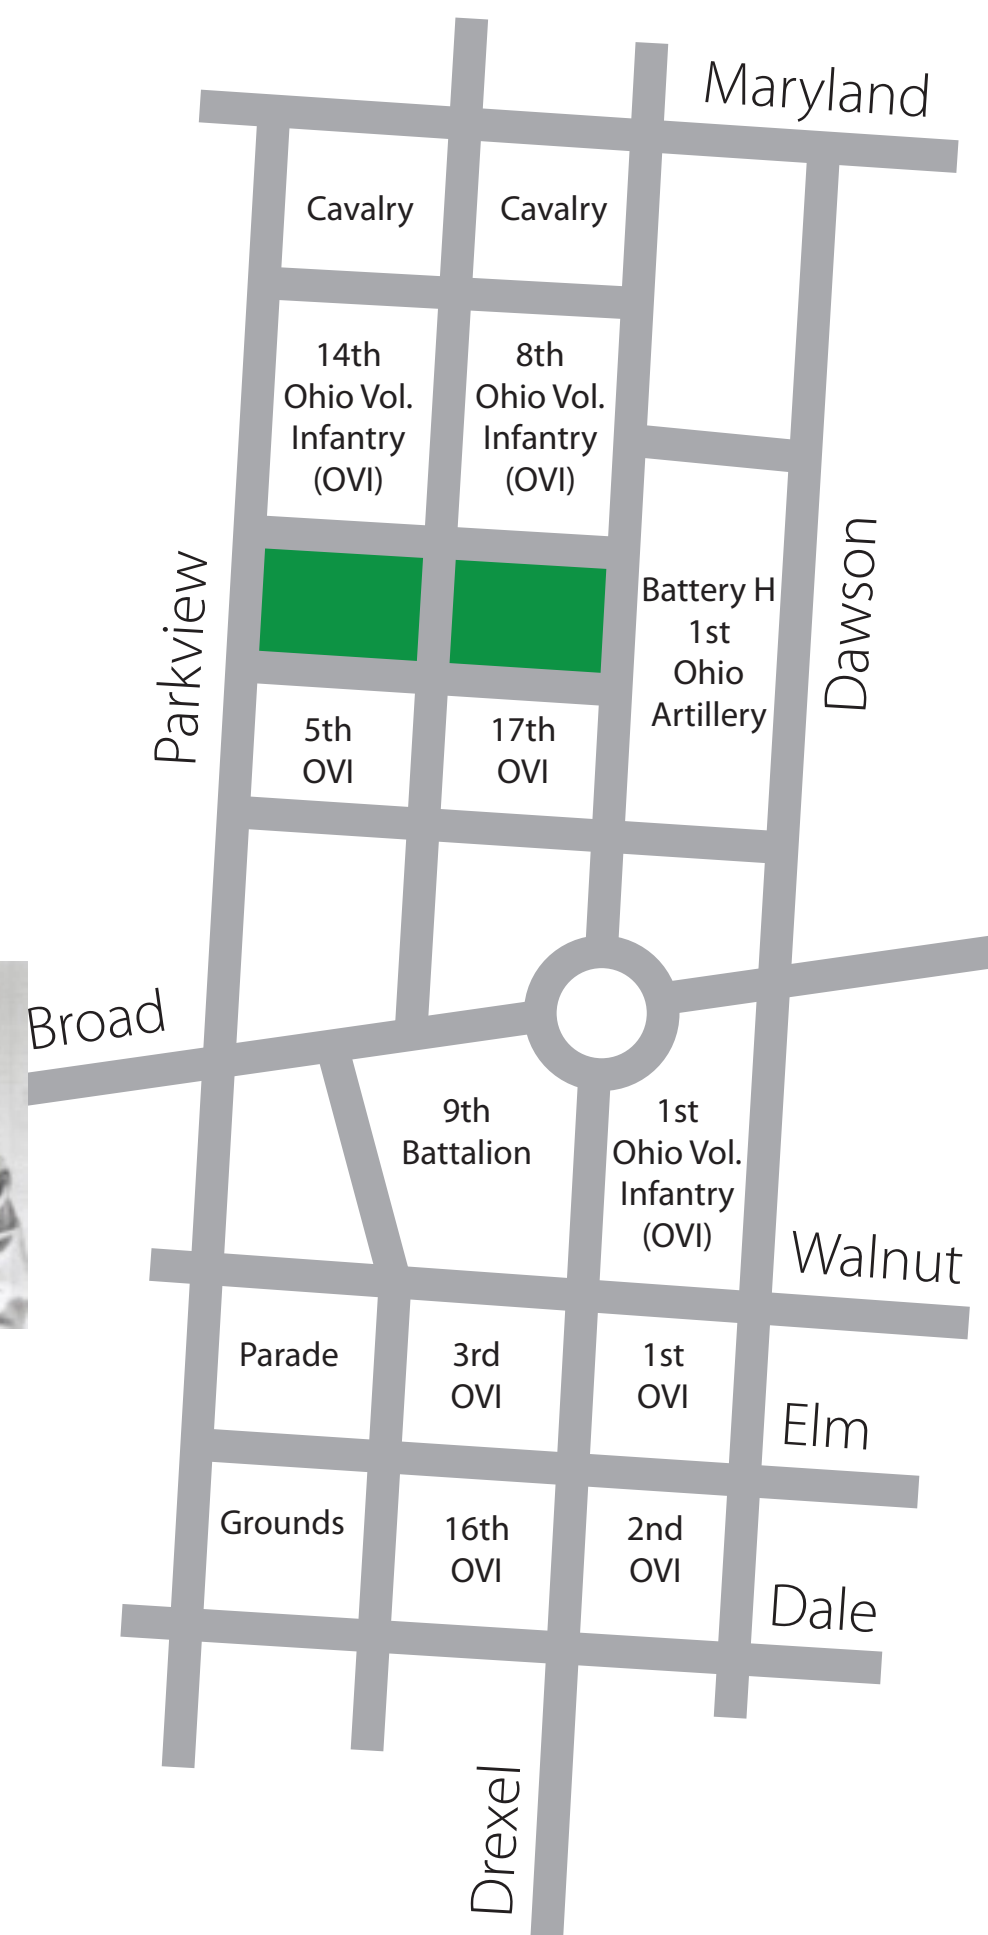 Maryland
Cavalry
Cavalry
14th
Ohio Vol.
Infantry
(OVI)
8th
Ohio Vol.
Infantry
(OVI)
Parkview
Dawson
Battery H
1st
Ohio
Artillery
5th
OVI
17th
OVI
Broad
9th
Battalion
1st
Ohio Vol.
Infantry
(OVI)
Walnut
Parade
3rd
OVI
1st
OVI
Elm
Grounds
16th
OVI
2nd
OVI
Dale
Drexel